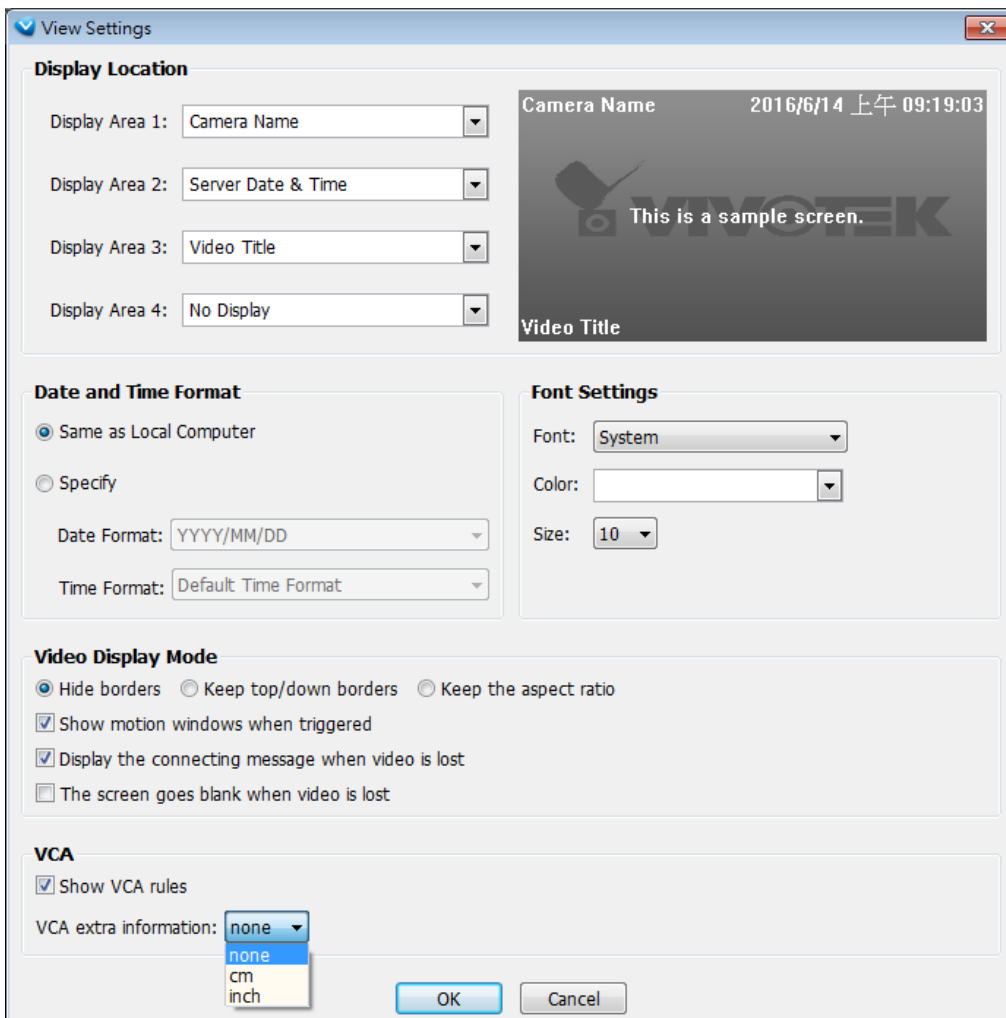 View Settings
Display Location
Display Area 1: Camera Name
Display Area 2: Server Date & Time
Display Area 3: Video Title
Display Area 4: No Display
Camera Name 2016/6/14 上午 09:19:03
VIVOTEK
This is a sample screen.
Video Title
Date and Time Format
Same as Local Computer
Specify
Date Format: YYYY/MM/DD
Time Format: Default Time Format
Font Settings
Font: System
Color:
Size: 10
Video Display Mode
Hide borders Keep top/down borders Keep the aspect ratio
Show motion windows when triggered
Display the connecting message when video is lost
The screen goes blank when video is lost
VCA
Show VCA rules
VCA extra information: none
none
cm
inch
OK Cancel